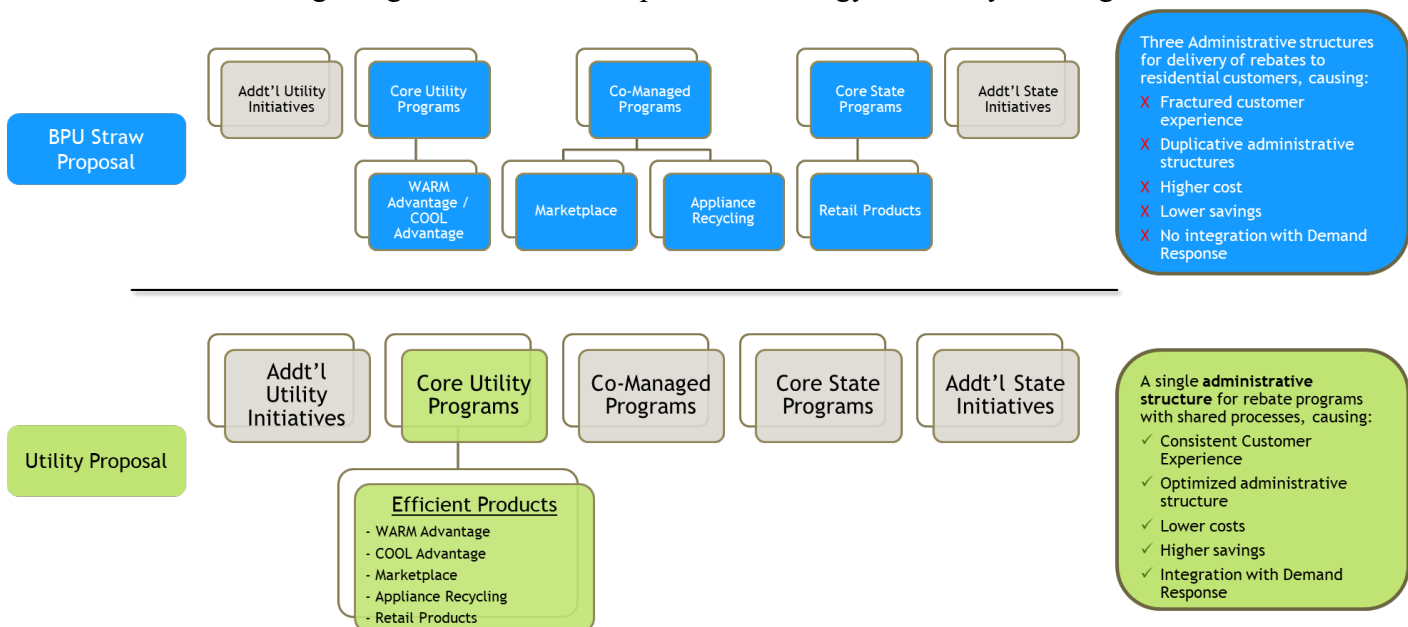 Addt'l Utility
Initiatives
Core Utility
Programs
Co-Managed
Programs
Core State
Programs
Addt'l State
Initiatives
BPU Straw
Proposal
WARM
Advantage /
COOL
Advantage
Marketplace
Appliance
Recycling
Retail Products
Three Administrative structures
for delivery of rebates to
residential customers, causing:
X Fractured customer
experience
X Duplicative administrative
structures
X Higher cost
X Lower savings
X No integration with Demand
Response
Addt'l
Utility
Initiatives
Core Utility
Programs
Co-Managed
Programs
Core State
Programs
Addt'l State
Initiatives
Utility Proposal
Efficient Products
- WARM Advantage
- COOL Advantage
- Marketplace
- Appliance Recycling
- Retail Products
A single administrative
structure for rebate programs
with shared processes, causing:
✓ Consistent Customer
Experience
✓ Optimized administrative
structure
✓ Lower costs
✓ Higher savings
✓ Integration with Demand
Response